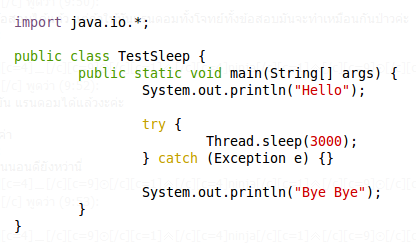 import java.io.*;
public class TestSleep {
public static void main(String[] args) {
System.out.println("Hello");
try {
Thread.sleep(3000);
} catch (Exception e) {}
System.out.println("Bye Bye");
}
}